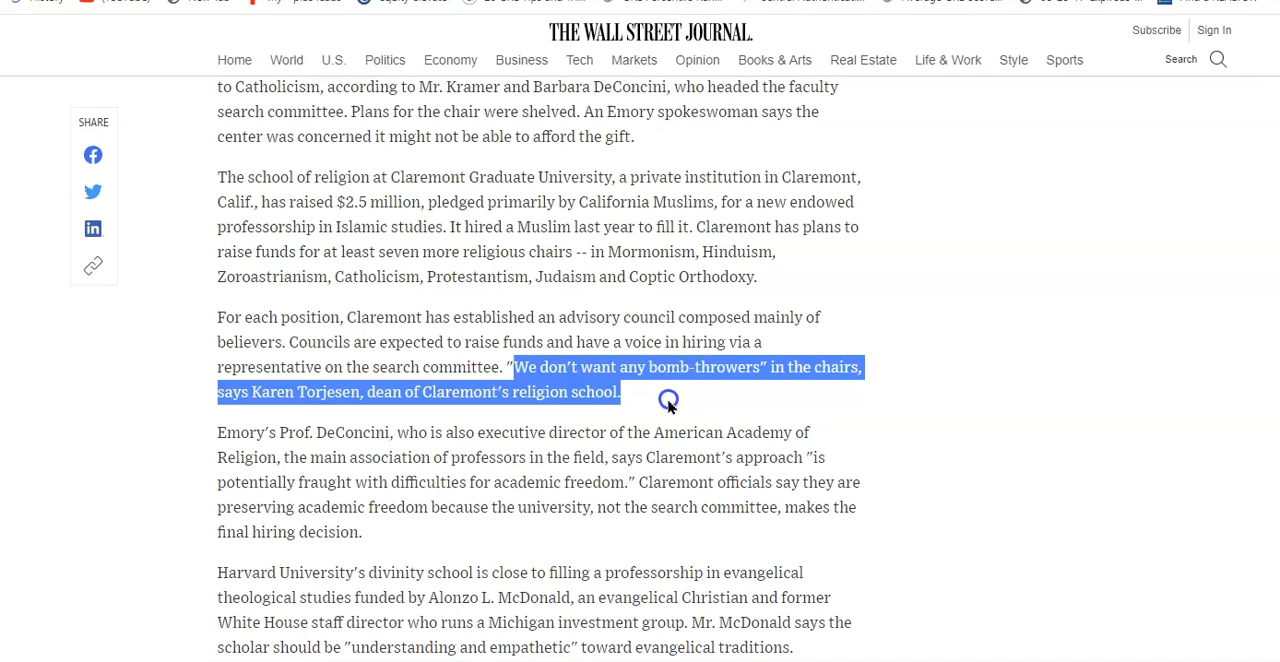 THE WALL STREET JOURNAL.
Subscribe Sign In
Home World U.S. Politics Economy Business Tech Markets Opinion Books & Arts Real Estate Life & Work Style Sports Search
SHARE
to Catholicism, according to Mr. Kramer and Barbara DeConcini, who headed the faculty
search committee. Plans for the chair were shelved. An Emory spokeswoman says the
center was concerned it might not be able to afford the gift.
The school of religion at Claremont Graduate University, a private institution in Claremont,
Calif., has raised $2.5 million, pledged primarily by California Muslims, for a new endowed
professorship in Islamic studies. It hired a Muslim last year to fill it. Claremont has plans to
raise funds for at least seven more religious chairs -- in Mormonism, Hinduism,
Zoroastrianism, Catholicism, Protestantism, Judaism and Coptic Orthodoxy.
For each position, Claremont has established an advisory council composed mainly of
believers. Councils are expected to raise funds and have a voice in hiring via a
representative on the search committee. "We don't want any bomb-throwers" in the chairs,
says Karen Torjesen, dean of Claremont's religion school.
Emory's Prof. DeConcini, who is also executive director of the American Academy of
Religion, the main association of professors in the field, says Claremont's approach "is
potentially fraught with difficulties for academic freedom." Claremont officials say they are
preserving academic freedom because the university, not the search committee, makes the
final hiring decision.
Harvard University's divinity school is close to filling a professorship in evangelical
theological studies funded by Alonzo L. McDonald, an evangelical Christian and former
White House staff director who runs a Michigan investment group. Mr. McDonald says the
scholar should be "understanding and empathetic" toward evangelical traditions.